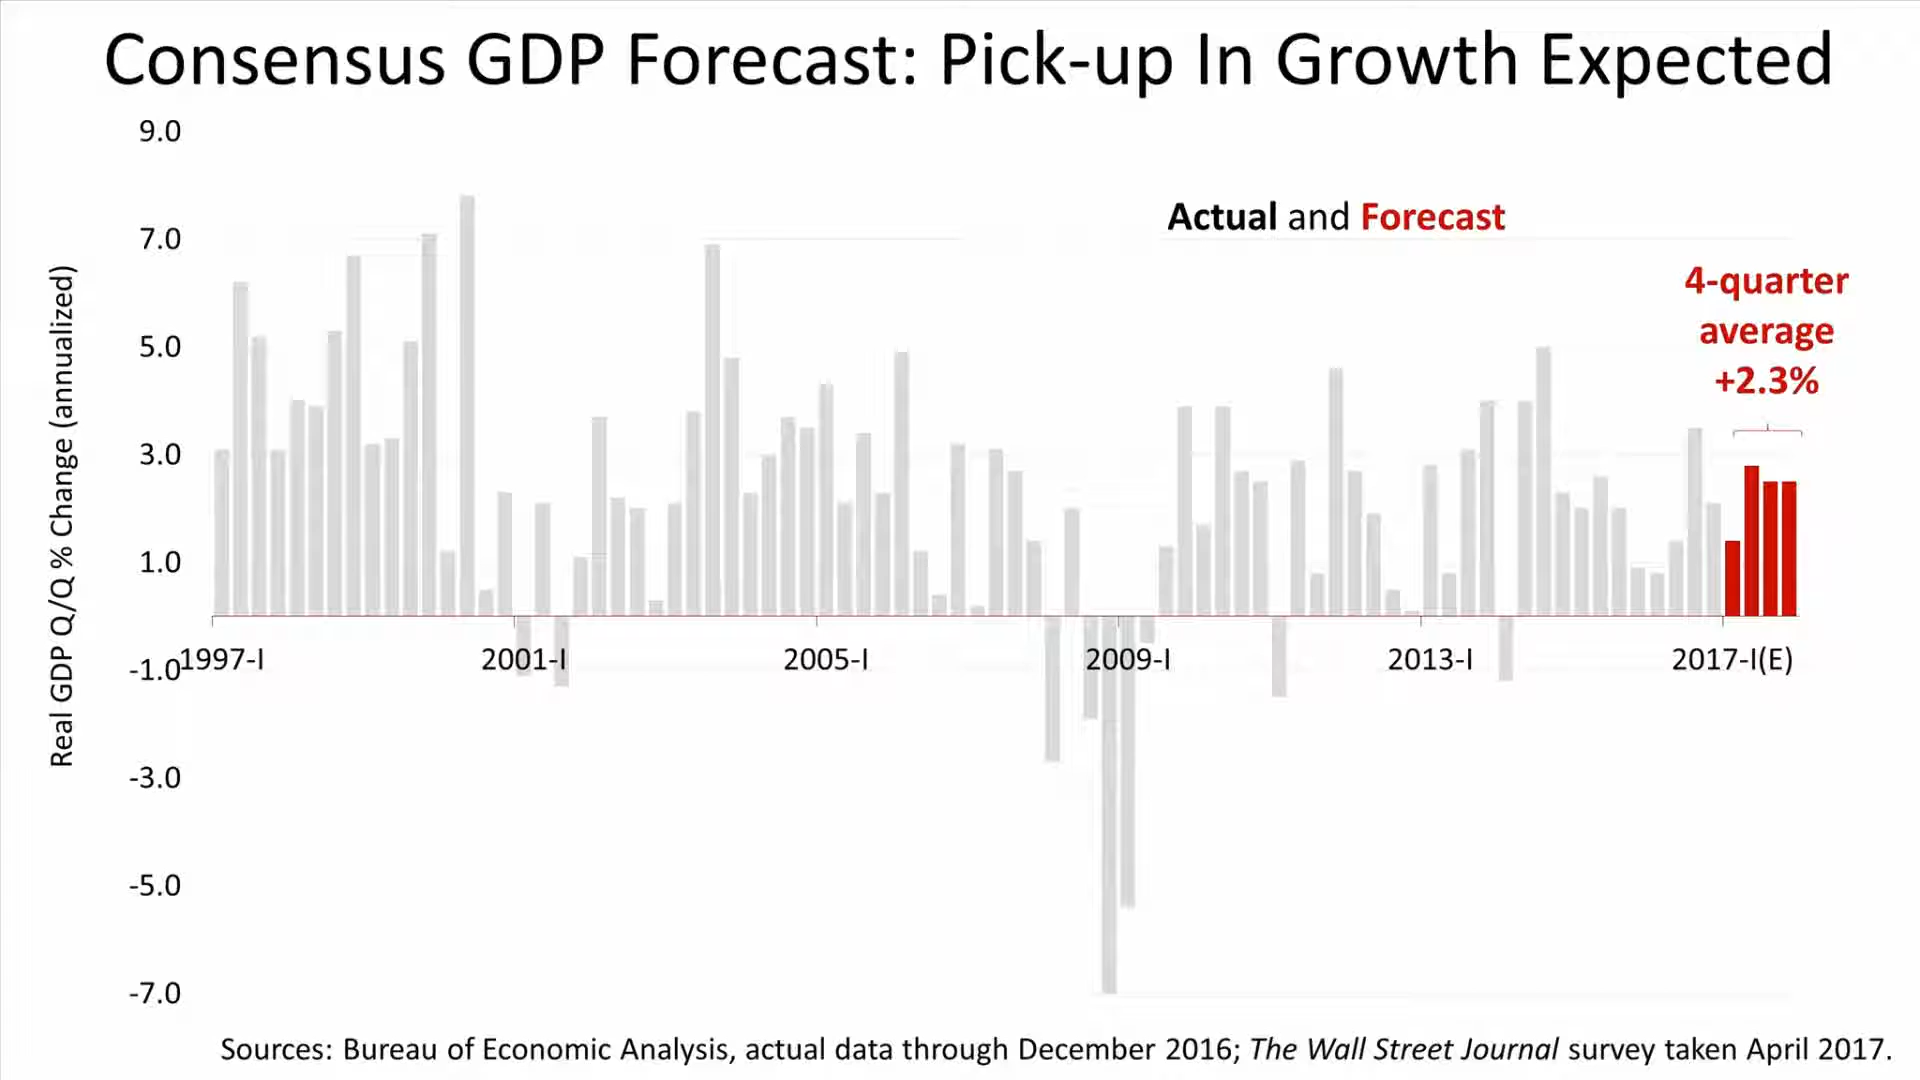 Consensus GDP Forecast: Pick-up In Growth Expected
9.0
7.0
5.0
3.0
1.0
-1.0
-3.0
-5.0
-7.0
Real GDP Q/Q % Change (annualized)
Actual and Forecast
4-quarter
average
+2.3%
1997-I
2001-I
2005-I
2009-I
2013-I
2017-I(E)
Sources: Bureau of Economic Analysis, actual data through December 2016; The Wall Street Journal survey taken April 2017.